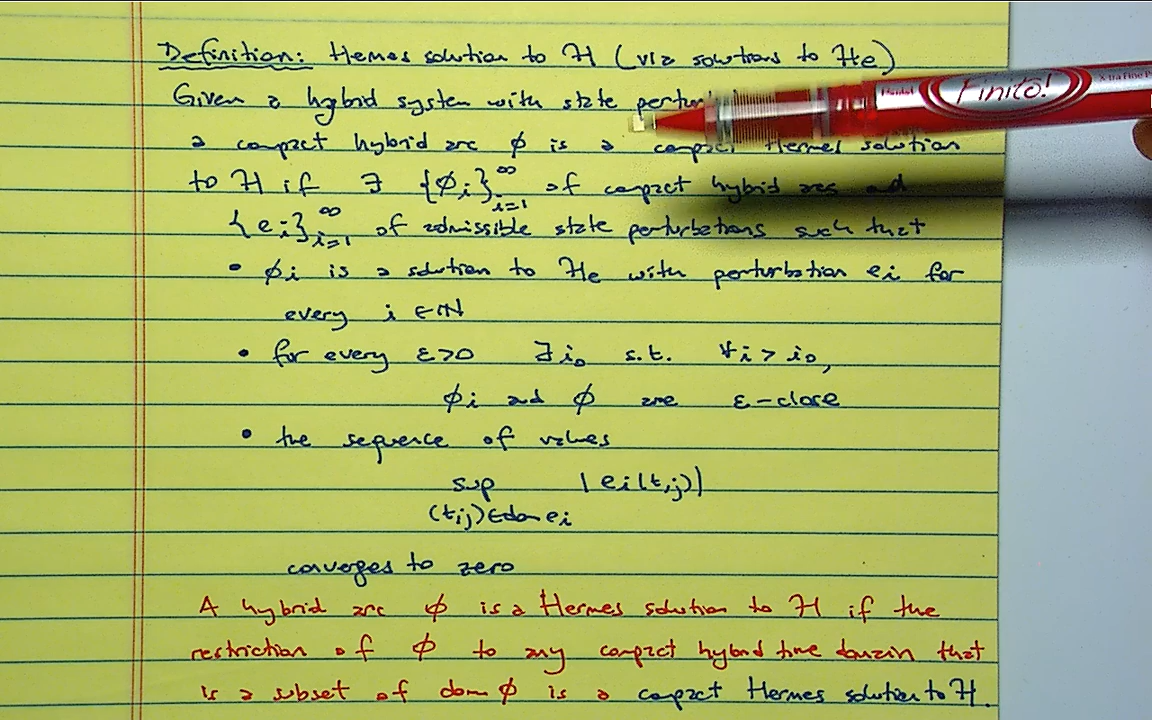 Definition: Hermes solution to H (via solutions to He)
Given a hybrid system with state
a compact hybrid arc φ is a compact Hermes solution
to H if ∃ {φi}∞i=1 of compact hybrid arcs and
{ei}∞i=1 of admissible state perturbations such that
• φi is a solution to He with perturbation ei for
every i ∈ N
• for every ε>0 ∃ i0 s.t. ∀ i > i0,
φi and φ are ε-close
• the sequence of values
sup |ei(t,j)|
(t,j)∈dom ei
converges to zero
A hybrid arc φ is a Hermes solution to H if the
restriction of φ to any compact hybrid time domain that
is a subset of dom φ is a compact Hermes solution to H.
Finito!